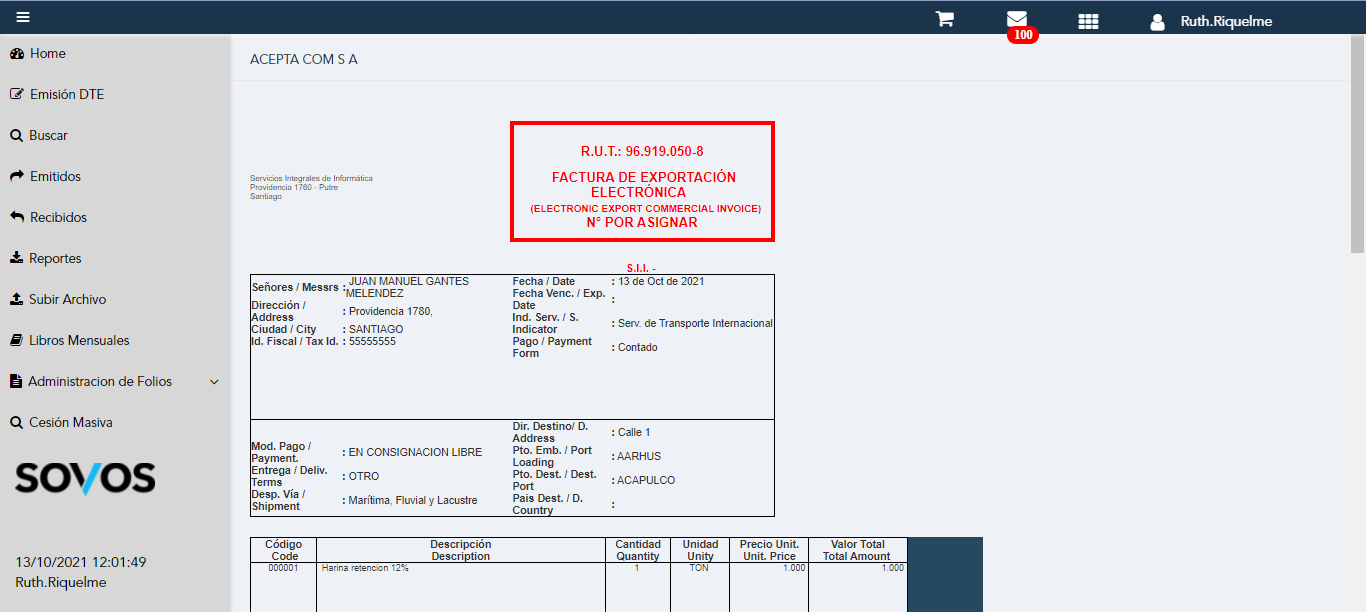 100
Ruth.Riquelme
Home
Emisión DTE
Buscar
Emitidos
Recibidos
Reportes
Subir Archivo
Libros Mensuales
Administracion de Folios
Cesión Masiva
SOVOS
13/10/2021 12:01:49
Ruth.Riquelme
ACEPTA COM S A
Servicios Integrales de Informática
Providencia 1760 - Putre
Santiago
R.U.T.: 96.919.050-8
FACTURA DE EXPORTACIÓN
ELECTRÓNICA
(ELECTRONIC EXPORT COMMERCIAL INVOICE)
N° POR ASIGNAR
S.I.I. -
Señores / Messrs : JUAN MANUEL GANTES
MELENDEZ
Dirección /
Address : Providencia 1780,
Ciudad / City : SANTIAGO
Id. Fiscal / Tax Id. : 55555555
Fecha / Date : 13 de Oct de 2021
Fecha Venc. / Exp.
Date :
Ind. Serv. / S.
Indicator : Serv. de Transporte Internacional
Pago / Payment
Form : Contado
Mod. Pago /
Payment. : EN CONSIGNACION LIBRE
Entrega / Deliv.
Terms : OTRO
Desp. Vía /
Shipment : Marítima, Fluvial y Lacustre
Dir. Destino/ D.
Address : Calle 1
Pto. Emb. / Port
Loading : AARHUS
Pto. Dest. / Dest.
Port : ACAPULCO
Pais Dest. / D.
Country :
Código Descripción Cantidad Unidad Precio Unit. Valor Total
Code Description Quantity Unity Unit. Price Total Amount
000001 Harina retencion 12% 1 TON 1.000 1.000